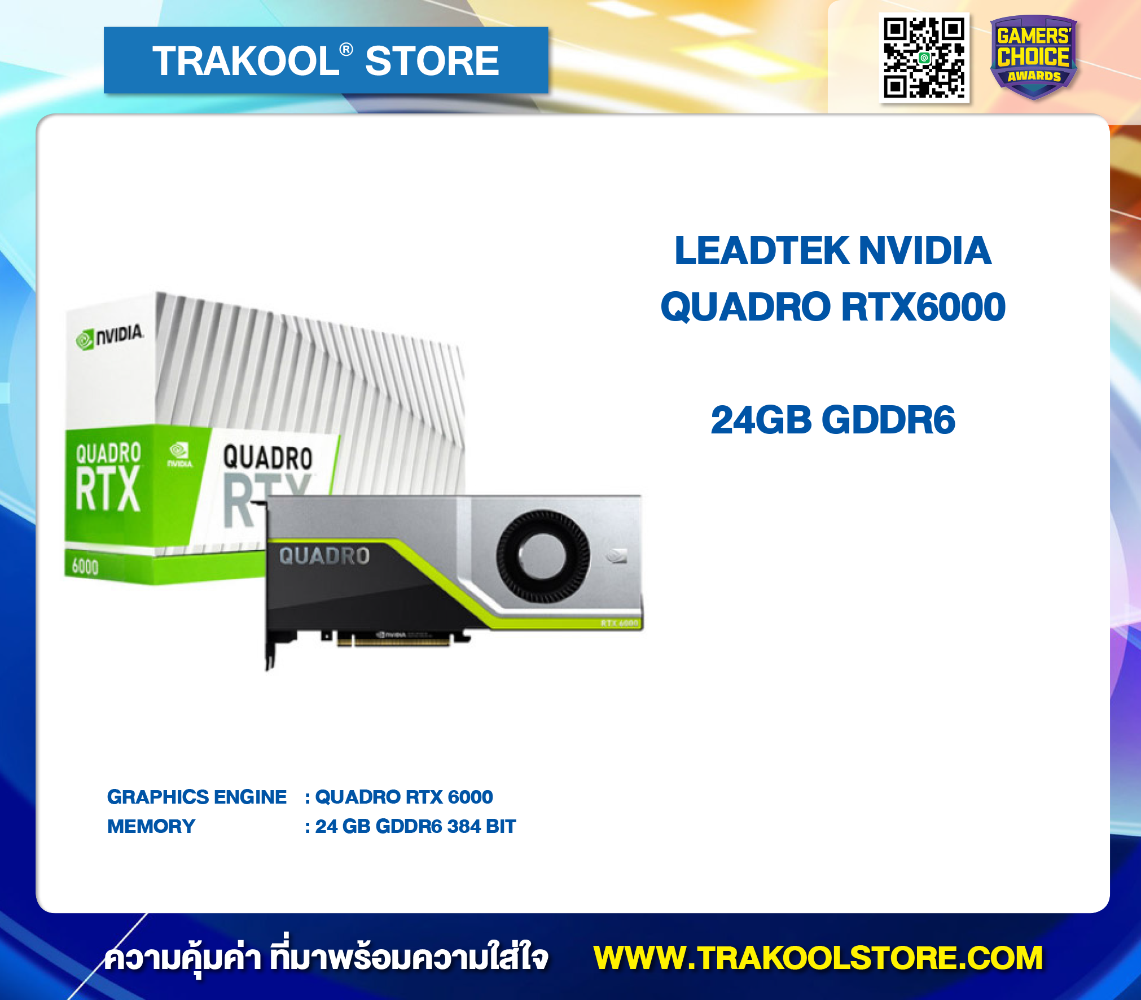 TRAKOOL® STORE
GAMERS'
CHOICE
AWARDS
LEADTEK NVIDIA
QUADRO RTX6000
24GB GDDR6
NVIDIA
QUADRO
RTX
6000
NVIDIA
QUADRO
RTX
QUADRO
NVIDIA
RTX 6000
GRAPHICS ENGINE : QUADRO RTX 6000
MEMORY : 24 GB GDDR6 384 BIT
ความคุ้มค่า ที่มาพร้อมความใส่ใจ WWW.TRAKOOLSTORE.COM